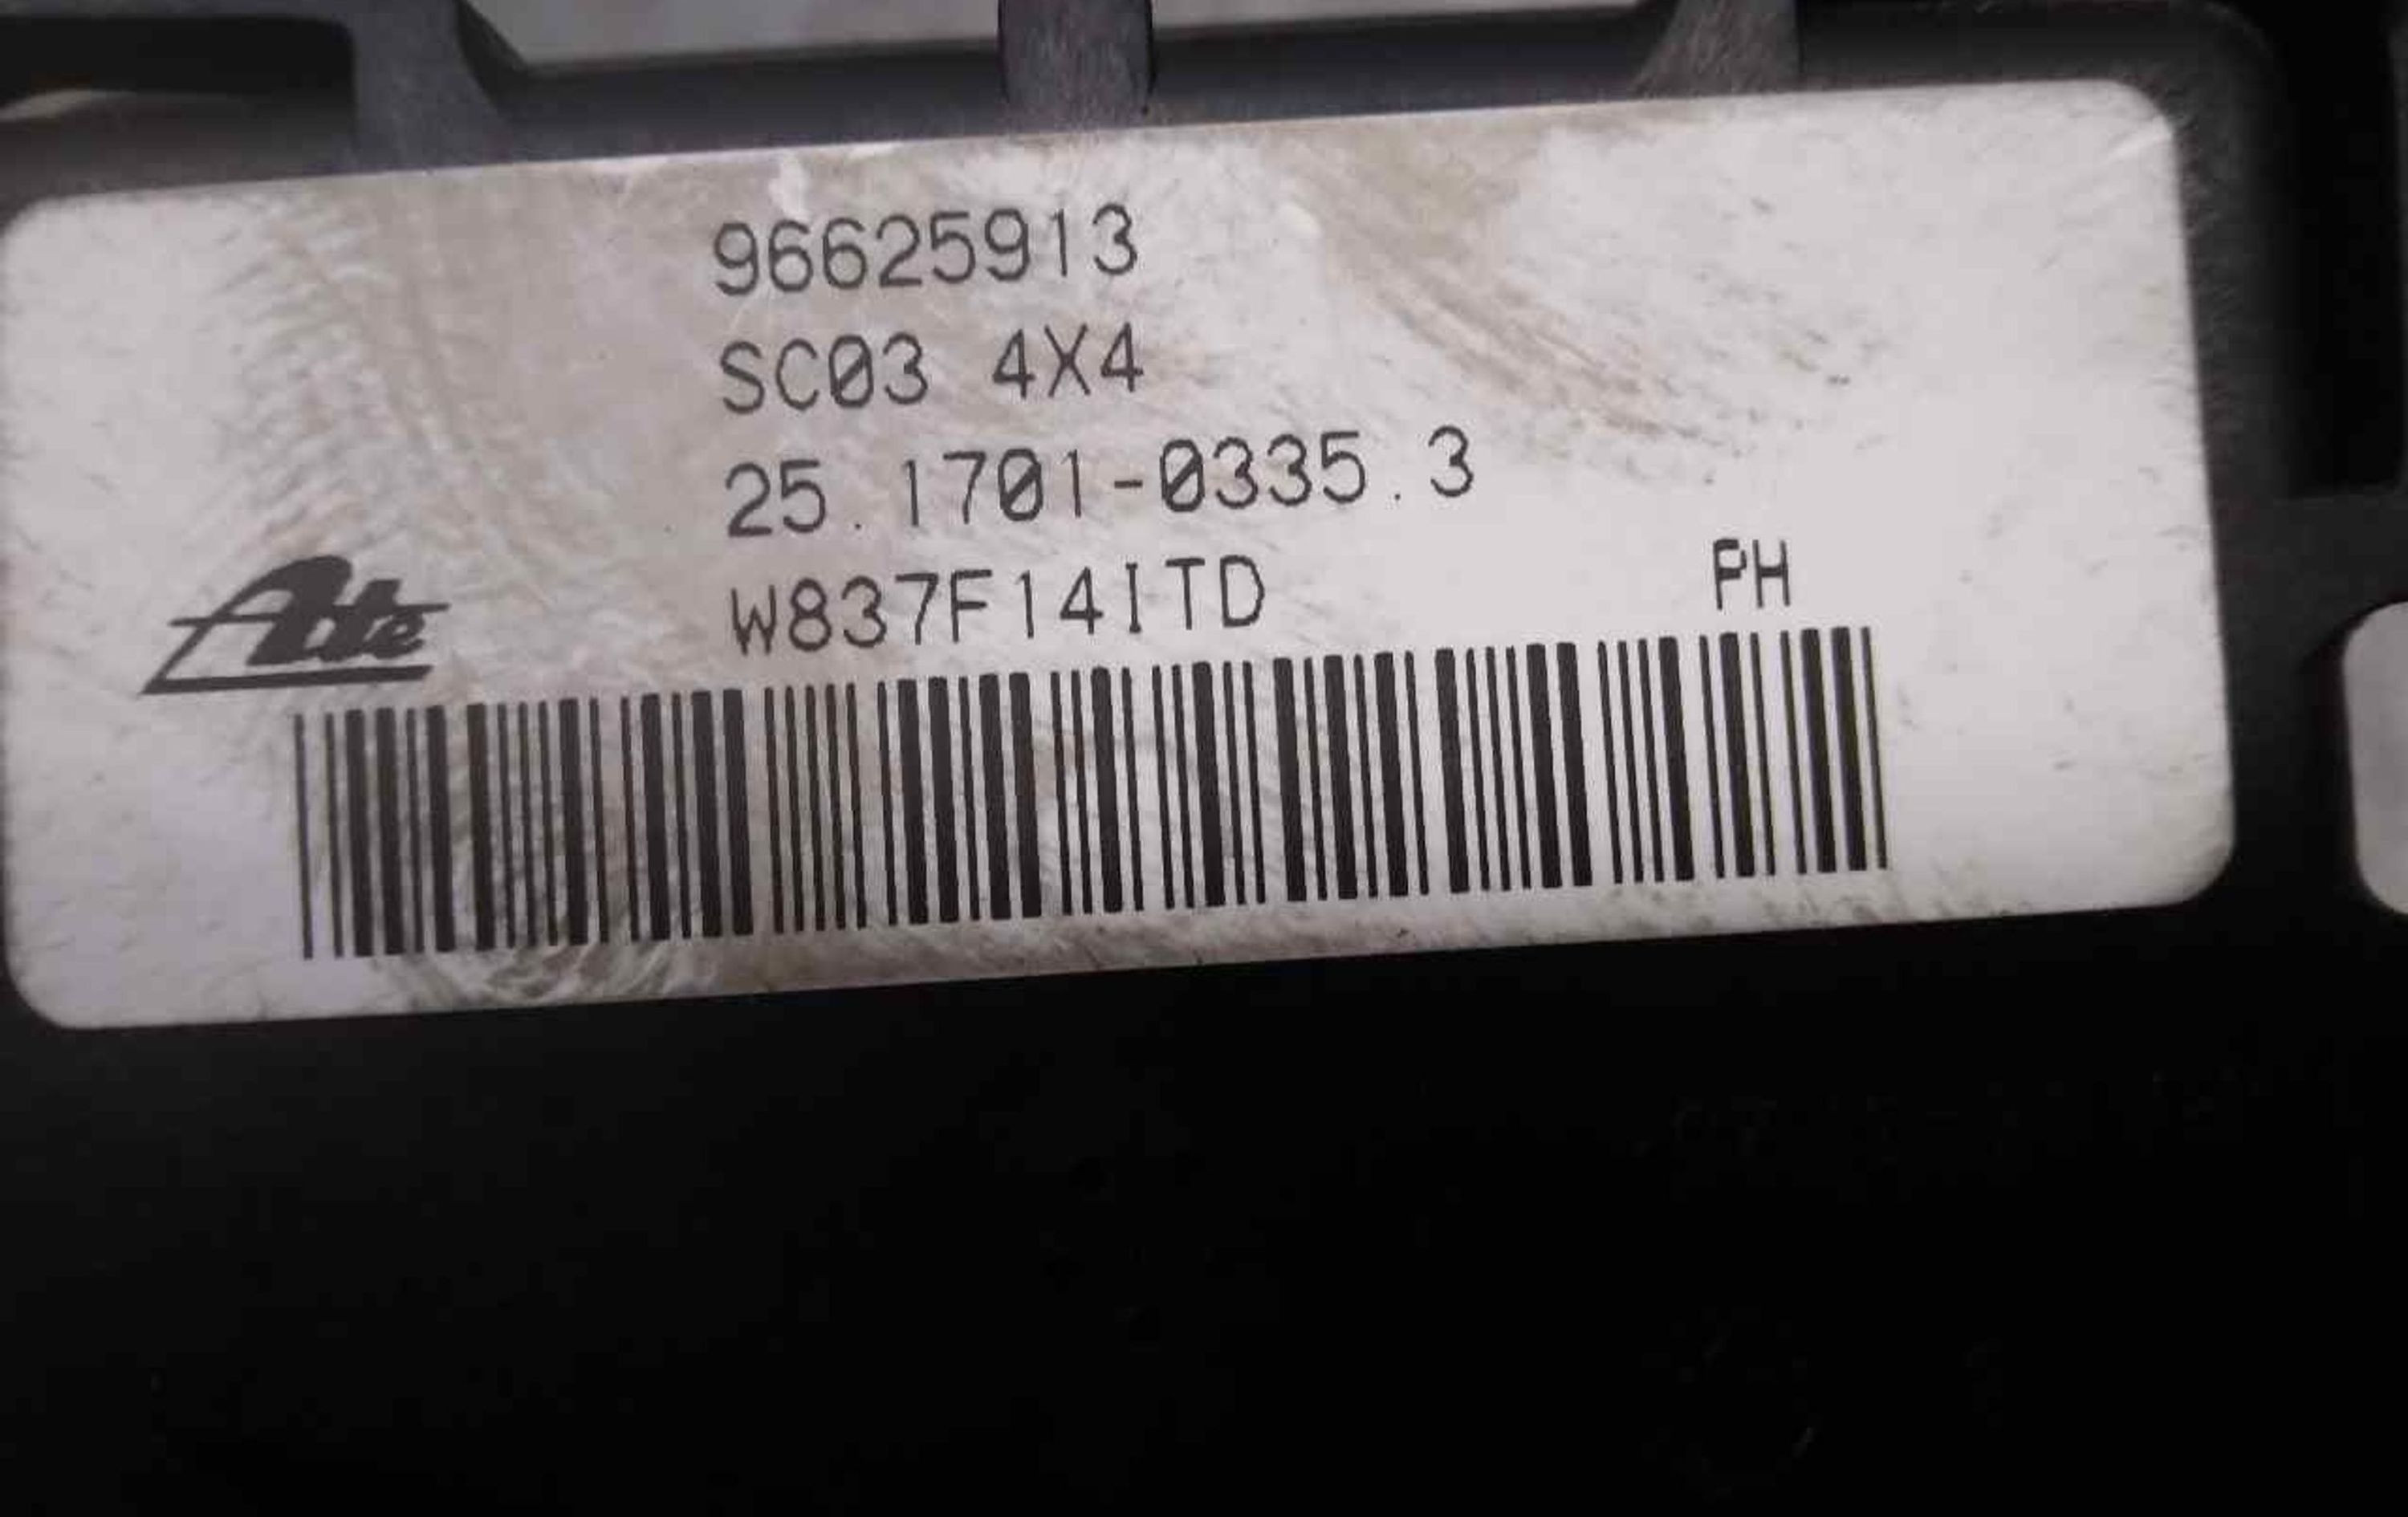 96625913
SC03 4X4
25.1701-0335.3
W837F14ITD PH
Ate